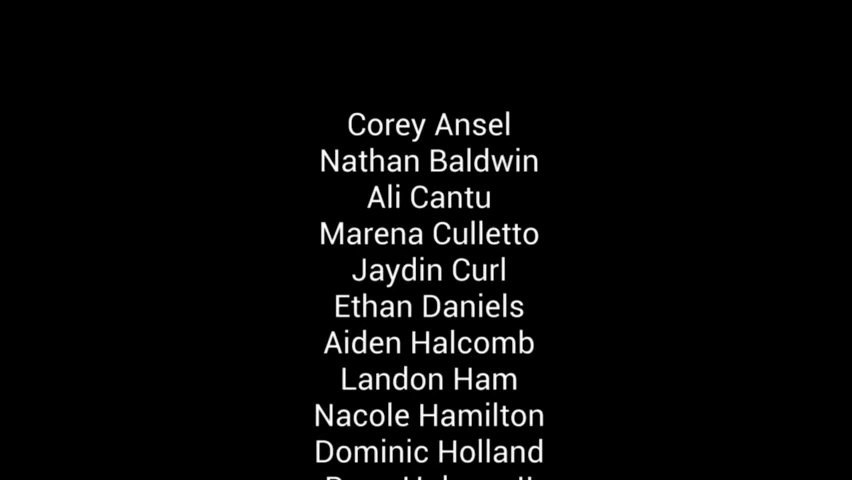 Corey Ansel
Nathan Baldwin
Ali Cantu
Marena Culletto
Jaydin Curl
Ethan Daniels
Aiden Halcomb
Landon Ham
Nacole Hamilton
Dominic Holland